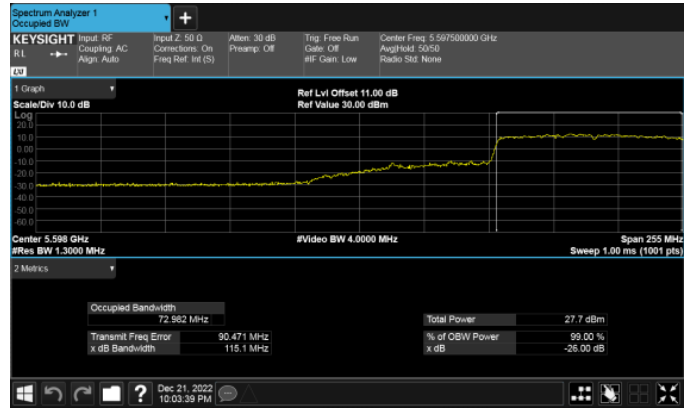 Spectrum Analyzer 1
Occupied BW
+
KEYSIGHT
R L
LXI
Input: RF
Coupling: AC
Align: Auto
Input Z: 50 Ω
Corrections: On
Freq Ref: Int (S)
Atten: 30 dB
Preamp: Off
Trig: Free Run
Gate: Off
#IF Gain: Low
Center Freq: 5.597500000 GHz
Avg|Hold: 50/50
Radio Std: None
1 Graph
Scale/Div 10.0 dB
Ref Lvl Offset 11.00 dB
Ref Value 30.00 dBm
Log
20.0
10.0
0.00
-10.0
-20.0
-30.0
-40.0
-50.0
-60.0
Center 5.598 GHz
#Res BW 1.3000 MHz
#Video BW 4.0000 MHz
Span 255 MHz
Sweep 1.00 ms (1001 pts)
2 Metrics
Occupied Bandwidth
72.982 MHz
Transmit Freq Error 90.471 MHz
x dB Bandwidth 115.1 MHz
Total Power 27.7 dBm
% of OBW Power 99.00 %
x dB -26.00 dB
?
Dec 21, 2022
10:03:39 PM